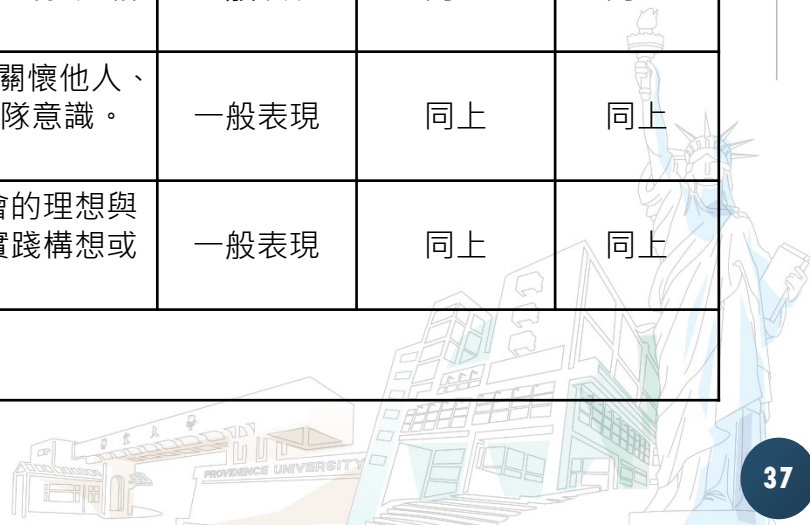 關懷他人、
隊意識。
一般表現
同上
同上
會的理想與
實踐構想或
一般表現
同上
同上
PROVIDENCE UNIVERSITY
37